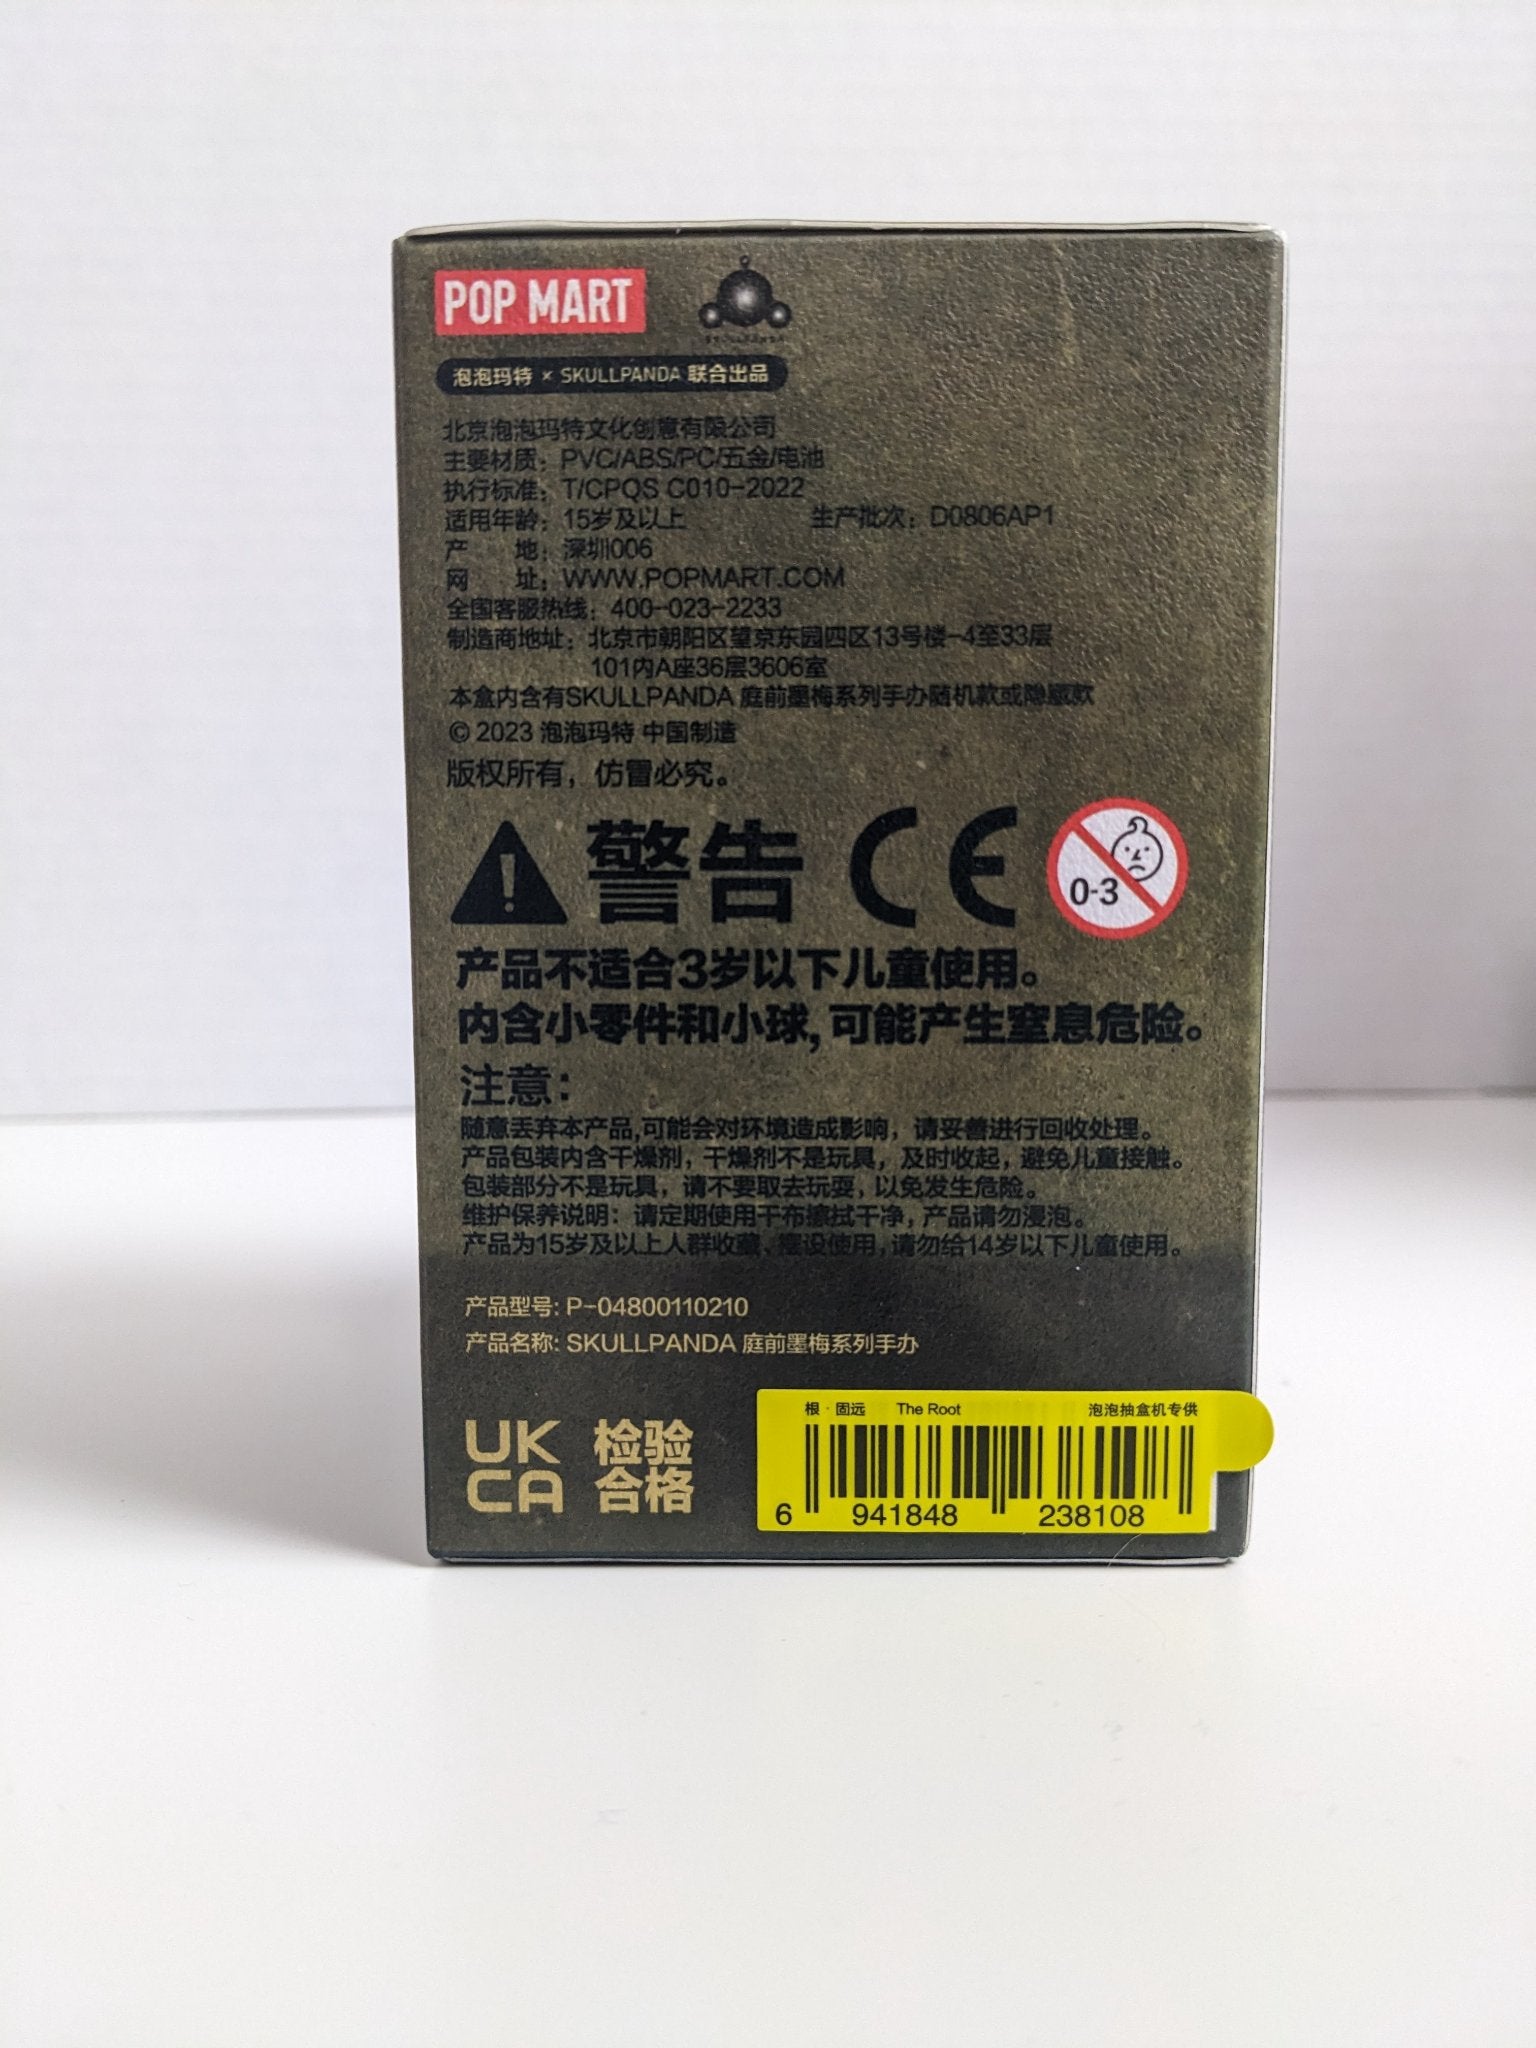 POP MART
SKULLPANDA
泡泡玛特 × SKULLPANDA 联合出品
北京泡泡玛特文化创意有限公司
主要材质：PVC/ABS/PC/五金/电池
执行标准：T/CPQS C010-2022
适用年龄：15岁及以上 生产批次：D0806AP1
产 地：深圳006
网 址：WWW.POPMART.COM
全国客服热线：400-023-2233
制造商地址：北京市朝阳区望京东园四区13号楼-4至33层
101内A座36层3606室
本盒内含有SKULLPANDA 庭前墨梅系列手办随机款或隐藏款
© 2023 泡泡玛特 中国制造
版权所有，仿冒必究。
警告 CE
0-3
产品不适合3岁以下儿童使用。
内含小零件和小球,可能产生窒息危险。
注意：
随意丢弃本产品,可能会对环境造成影响，请妥善进行回收处理。
产品包装内含干燥剂，干燥剂不是玩具，及时收起，避免儿童接触。
包装部分不是玩具，请不要取去玩耍，以免发生危险。
维护保养说明：请定期使用干布擦拭干净，产品请勿浸泡。
产品为15岁及以上人群收藏、摆设使用,请勿给14岁以下儿童使用。
产品型号: P-04800110210
产品名称: SKULLPANDA 庭前墨梅系列手办
UK
CA
检验
合格
根·固远 The Root 泡泡抽盒机专供
6 941848 238108